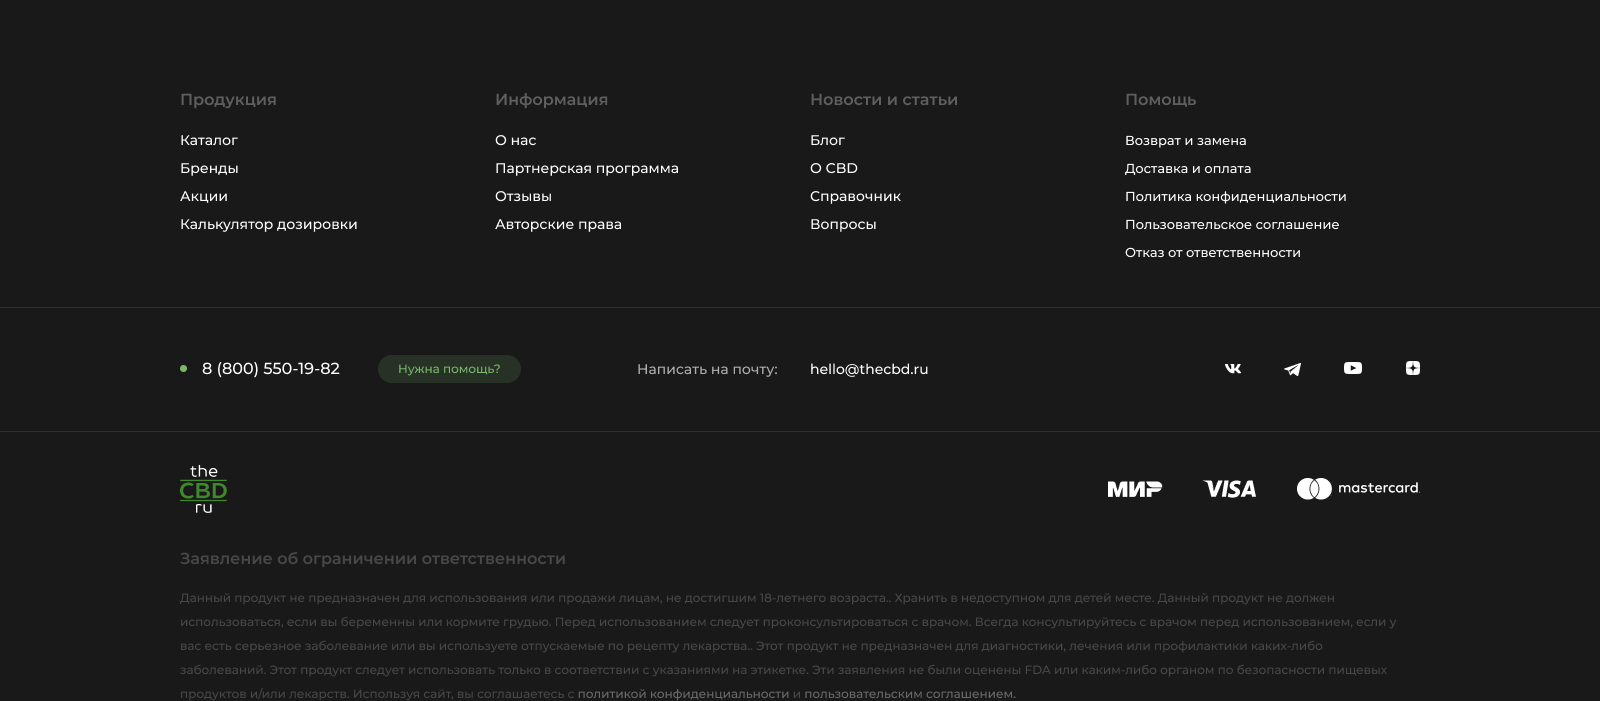 Продукция
Каталог
Бренды
Акции
Калькулятор дозировки
Информация
О нас
Партнерская программа
Отзывы
Авторские права
Новости и статьи
Блог
О CBD
Справочник
Вопросы
Помощь
Возврат и замена
Доставка и оплата
Политика конфиденциальности
Пользовательское соглашение
Отказ от ответственности
8 (800) 550-19-82
Нужна помощь?
Написать на почту:
hello@thecbd.ru
the
CBD
ru
МИР
VISA
mastercard
Заявление об ограничении ответственности
Данный продукт не предназначен для использования или продажи лицам, не достигшим 18-летнего возраста.. Хранить в недоступном для детей месте. Данный продукт не должен
использоваться, если вы беременны или кормите грудью. Перед использованием следует проконсультироваться с врачом. Всегда консультируйтесь с врачом перед использованием, если у
вас есть серьезное заболевание или вы используете отпускаемые по рецепту лекарства.. Этот продукт не предназначен для диагностики, лечения или профилактики каких-либо
заболеваний. Этот продукт следует использовать только в соответствии с указаниями на этикетке. Эти заявления не были оценены FDA или каким-либо органом по безопасности пищевых
продуктов и/или лекарств. Используя сайт, вы соглашаетесь с политикой конфиденциальности и пользовательским соглашением.